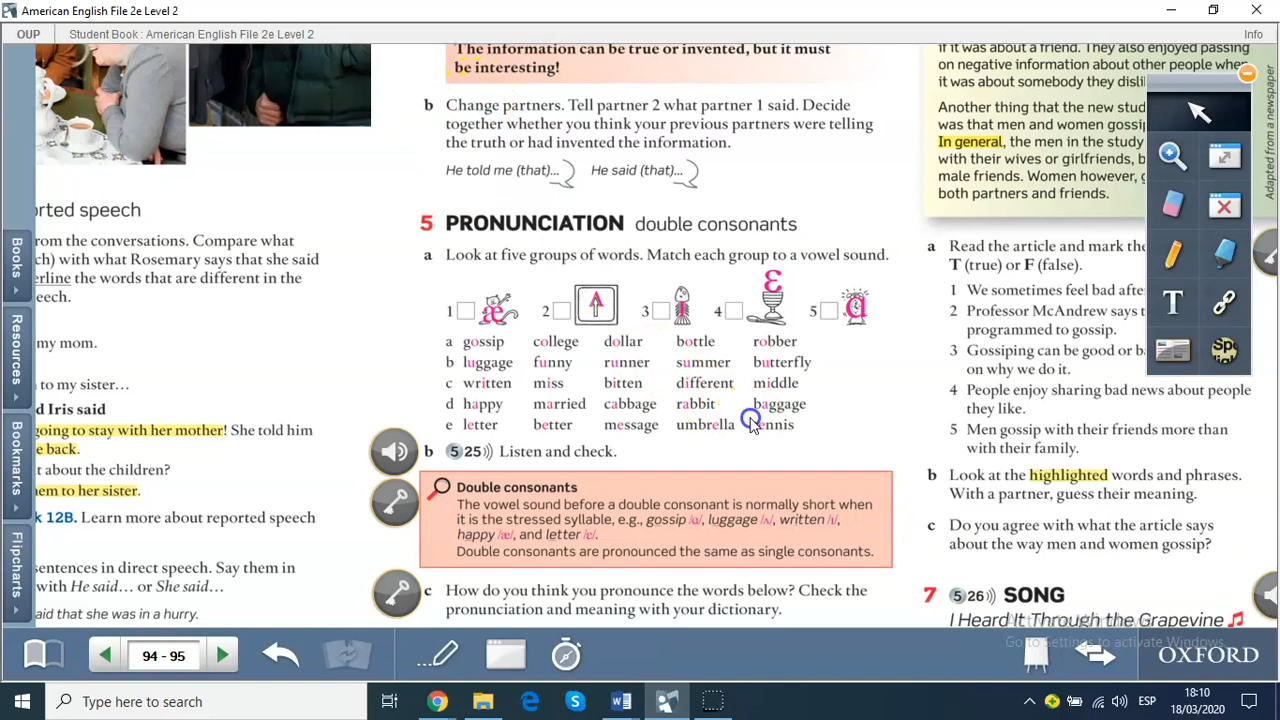 American English File 2e Level 2
OUP
Student Book : 94 - American English File 2e Level 2
Info
The information can be true or invented, but it must
be interesting!
b Change partners. Tell partner 2 what partner 1 said. Decide
together whether you think your previous partners were telling
the truth or had invented the information.
He told me (that)... He said (that)...
orted speech
from the conversations. Compare what
ch) with what Rosemary says that she said
erline the words that are different in the
eech.
my mom.
n to my sister...
d Iris said
going to stay with her mother! She told him
e back.
t about the children?
em to her sister.
k 12B. Learn more about reported speech
sentences in direct speech. Say them in
with He said... or She said...
aid that she was in a hurry.
5 PRONUNCIATION double consonants
a Look at five groups of words. Match each group to a vowel sound.
1 æ 2 ɪ 3 4 ɛ 5 ɑ
a gossip college dollar bottle robber
b luggage funny runner summer butterfly
c written miss bitten different middle
d happy married cabbage rabbit baggage
e letter better message umbrella tennis
b 5 25 Listen and check.
Double consonants
The vowel sound before a double consonant is normally short when
it is the stressed syllable, e.g., gossip /ɑ/, luggage /ʌ/, written /ɪ/,
happy /æ/, and letter /ɛ/.
Double consonants are pronounced the same as single consonants.
c How do you think you pronounce the words below? Check the
pronunciation and meaning with your dictionary.
if it was about a friend. They also enjoyed passing
on negative information about other people when
it was about somebody they disli
Another thing that the new stud
was that men and women gossip
In general, the men in the study
with their wives or girlfriends, b
male friends. Women however, g
both partners and friends.
Adapted from a newspaper
a Read the article and mark the
T (true) or F (false).
1 We sometimes feel bad after
2 Professor McAndrew says t
programmed to gossip.
3 Gossiping can be good or b
on why we do it.
4 People enjoy sharing bad news about people
they like.
5 Men gossip with their friends more than
with their family.
b Look at the highlighted words and phrases.
With a partner, guess their meaning.
c Do you agree with what the article says
about the way men and women gossip?
7 5 26 SONG
I Heard It Through the Grapevine
Activate Windows
Go to Settings to activate Windows.
Books
Resources
Bookmarks
Flipcharts
T
Spe
94 - 95
OXFORD
Type here to search
W
S
ESP
18:10
18/03/2020